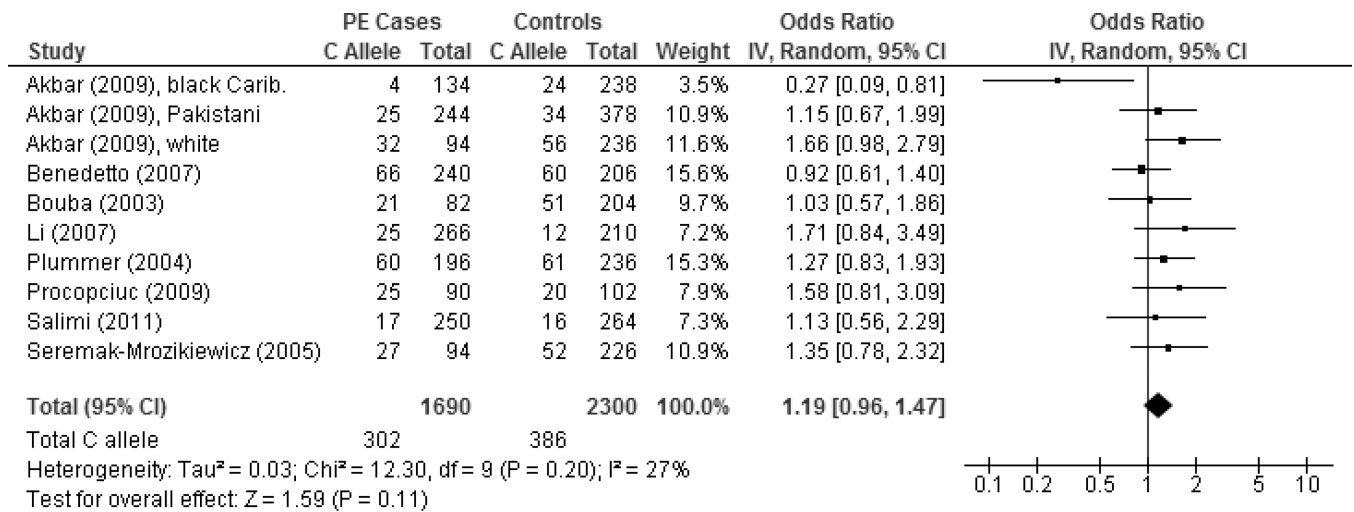 PE Cases Controls Odds Ratio Odds Ratio
Study C Allele Total C Allele Total Weight IV, Random, 95% CI IV, Random, 95% CI
Akbar (2009), black Carib. 4 134 24 238 3.5% 0.27 [0.09, 0.81]
Akbar (2009), Pakistani 25 244 34 378 10.9% 1.15 [0.67, 1.99]
Akbar (2009), white 32 94 56 236 11.6% 1.66 [0.98, 2.79]
Benedetto (2007) 66 240 60 206 15.6% 0.92 [0.61, 1.40]
Bouba (2003) 21 82 51 204 9.7% 1.03 [0.57, 1.86]
Li (2007) 25 266 12 210 7.2% 1.71 [0.84, 3.49]
Plummer (2004) 60 196 61 236 15.3% 1.27 [0.83, 1.93]
Procopciuc (2009) 25 90 20 102 7.9% 1.58 [0.81, 3.09]
Salimi (2011) 17 250 16 264 7.3% 1.13 [0.56, 2.29]
Seremak-Mrozikiewicz (2005) 27 94 52 226 10.9% 1.35 [0.78, 2.32]
Total (95% CI) 1690 2300 100.0% 1.19 [0.96, 1.47]
Total C allele 302 386
Heterogeneity: Tau² = 0.03; Chi² = 12.30, df = 9 (P = 0.20); I² = 27%
Test for overall effect: Z = 1.59 (P = 0.11)
0.1 0.2 0.5 1 2 5 10